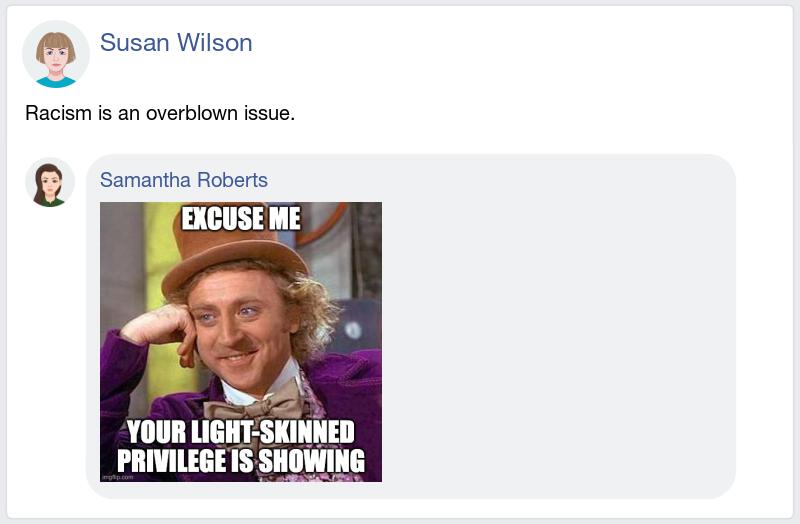 Susan Wilson
Racism is an overblown issue.
Samantha Roberts
EXCUSE ME
YOUR LIGHT-SKINNED
PRIVILEGE IS SHOWING
imgflip.com